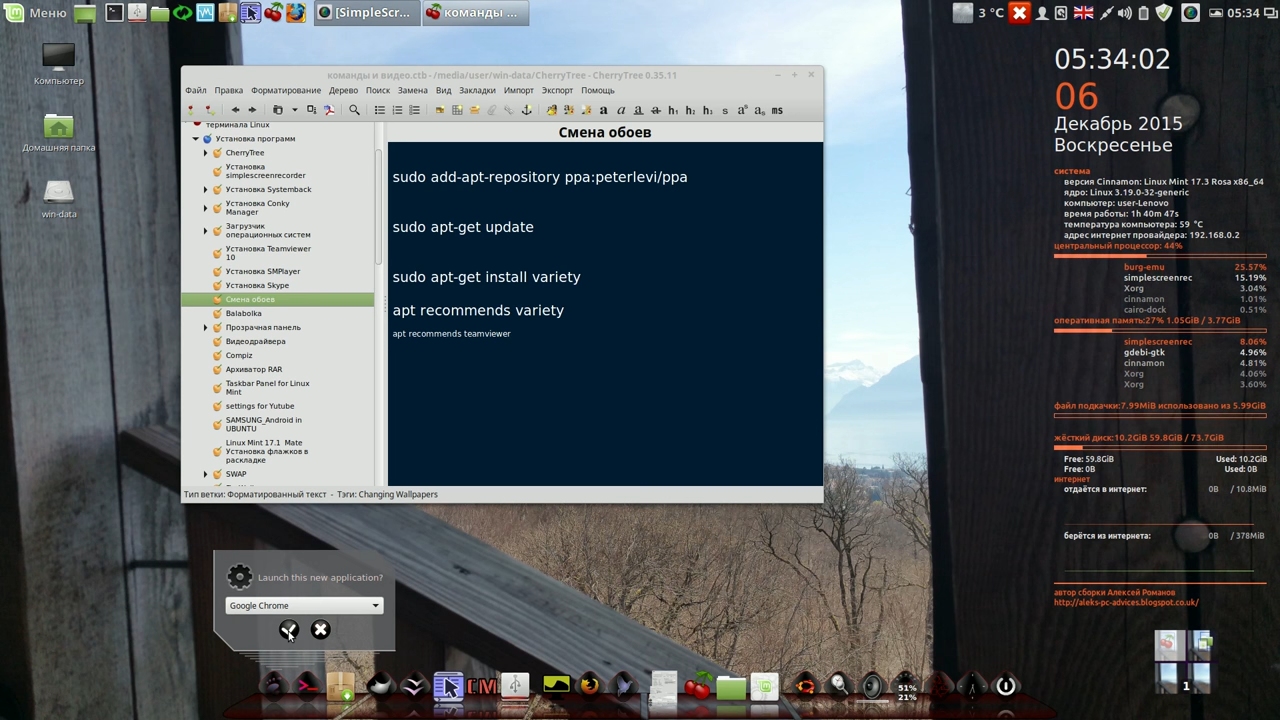 Меню
[SimpleScr...
команды ...
3 °C
05:34
Компьютер
Домашняя папка
win-data
команды и видео.ctb - /media/user/win-data/CherryTree - CherryTree 0.35.11
Файл Правка Форматирование Дерево Поиск Замена Вид Закладки Импорт Экспорт Помощь
a a a a a h1 h2 h3 s aˢ aₛ ms
терминала Linux
Установка программ
CherryTree
Установка
simplescreenrecorder
Установка Systemback
Установка Conky
Manager
Загрузчик
операционных систем
Установка Teamviewer
10
Установка SMPlayer
Установка Skype
Смена обоев
Balabolka
Прозрачная панель
Видеодрайвера
Compiz
Архиватор RAR
Taskbar Panel for Linux
Mint
settings for Yutube
SAMSUNG_Android in
UBUNTU
Linux Mint 17.1 Mate
Установка флажков в
раскладке
SWAP
Смена обоев
sudo add-apt-repository ppa:peterlevi/ppa
sudo apt-get update
sudo apt-get install variety
apt recommends variety
apt recommends teamviewer
Тип ветки: Форматированный текст - Тэги: Changing Wallpapers
Launch this new application?
Google Chrome
05:34:02
06
Декабрь 2015
Воскресенье
система
версия Cinnamon: Linux Mint 17.3 Rosa x86_64
ядро: Linux 3.19.0-32-generic
компьютер: user-Lenovo
время работы: 1h 40m 47s
температура компьютера: 59 °C
адрес интернет провайдера: 192.168.0.2
центральный процессор: 44%
burg-emu 25.57%
simplescreenrec 15.19%
Xorg 3.04%
cinnamon 1.01%
cairo-dock 0.51%
оперативная память:27% 1.05GiB / 3.77GiB
simplescreenrec 8.06%
gdebi-gtk 4.96%
cinnamon 4.81%
Xorg 4.06%
Xorg 3.60%
файл подкачки:7.99MiB использовано из 5.99GiB
жёсткий диск:10.2GiB 59.8GiB / 73.7GiB
Free: 59.8GiB Used: 10.2GiB
Free: 0B Used: 0B
интернет
отдаётся в интернет: 0B / 10.8MiB
берётся из интернета: 0B / 378MiB
автор сборки Алексей Романов
http://aleks-pc-advices.blogspot.co.uk/
1
51%
21%